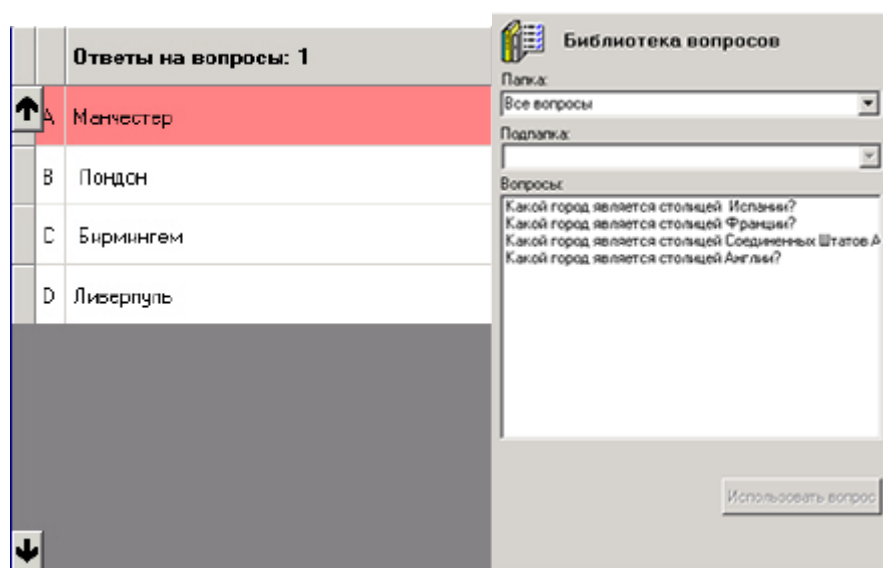 Ответы на вопросы: 1
A Манчестер
B Лондон
C Бирмингем
D Ливерпуль
Библиотека вопросов
Папка:
Все вопросы
Подпапка:
Вопросы:
Какой город является столицей Испании?
Какой город является столицей Франции?
Какой город является столицей Соединенных Штатов А
Какой город является столицей Англии?
Использовать вопрос